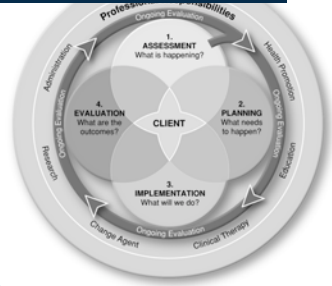 Ongoing Evaluation
1.
ASSESSMENT
What is happening?
Administration
Health Promotion
Ongoing Evaluation
Ongoing Evaluation
4.
EVALUATION
What are the
outcomes?
CLIENT
2.
PLANNING
What needs
to happen?
Research
Education
3.
IMPLEMENTATION
What will we do?
Ongoing Evaluation
Change Agent
Clinical Therapy